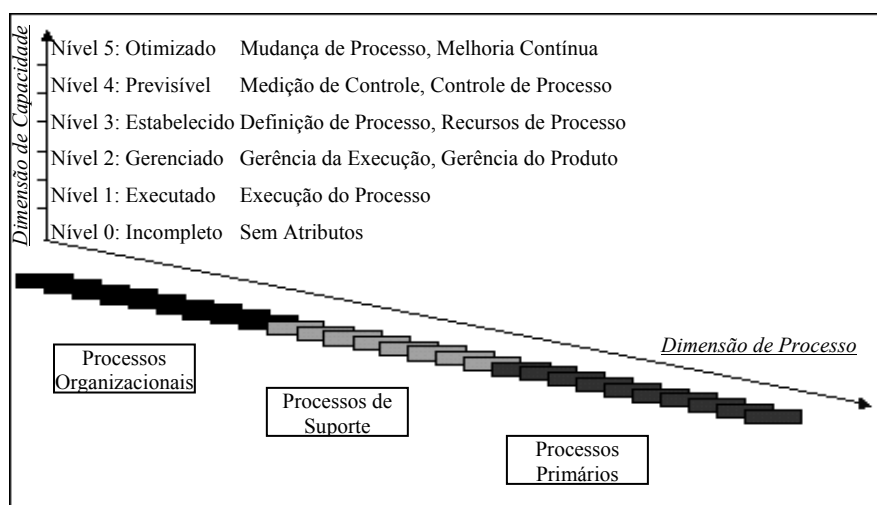 Dimensão de Capacidade
Nível 5: Otimizado Mudança de Processo, Melhoria Contínua
Nível 4: Previsível Medição de Controle, Controle de Processo
Nível 3: Estabelecido Definição de Processo, Recursos de Processo
Nível 2: Gerenciado Gerência da Execução, Gerência do Produto
Nível 1: Executado Execução do Processo
Nível 0: Incompleto Sem Atributos
Dimensão de Processo
Processos
Organizacionais
Processos de
Suporte
Processos
Primários